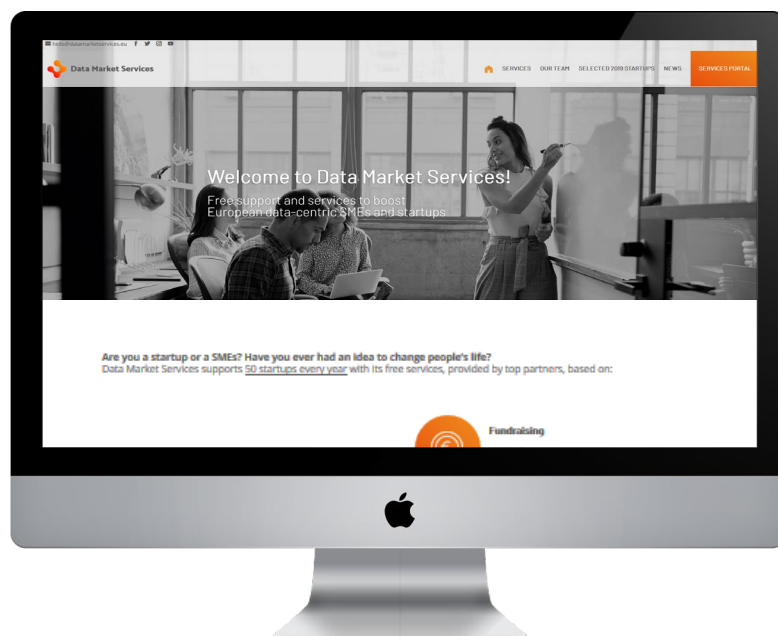 hello@datamarketservices.eu
Data Market Services
SERVICES OUR TEAM SELECTED 2019 STARTUPS NEWS SERVICES PORTAL
Welcome to Data Market Services!
Free support and services to boost
European data-centric SMEs and startups
Are you a startup or a SMEs? Have you ever had an idea to change people's life?
Data Market Services supports 50 startups every year with its free services, provided by top partners, based on:
Fundraising